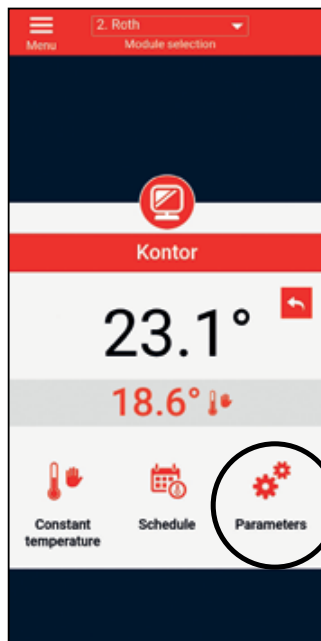 2. Roth
Menu
Module selection
Kontor
23.1°
18.6°
Constant
temperature
Schedule
Parameters